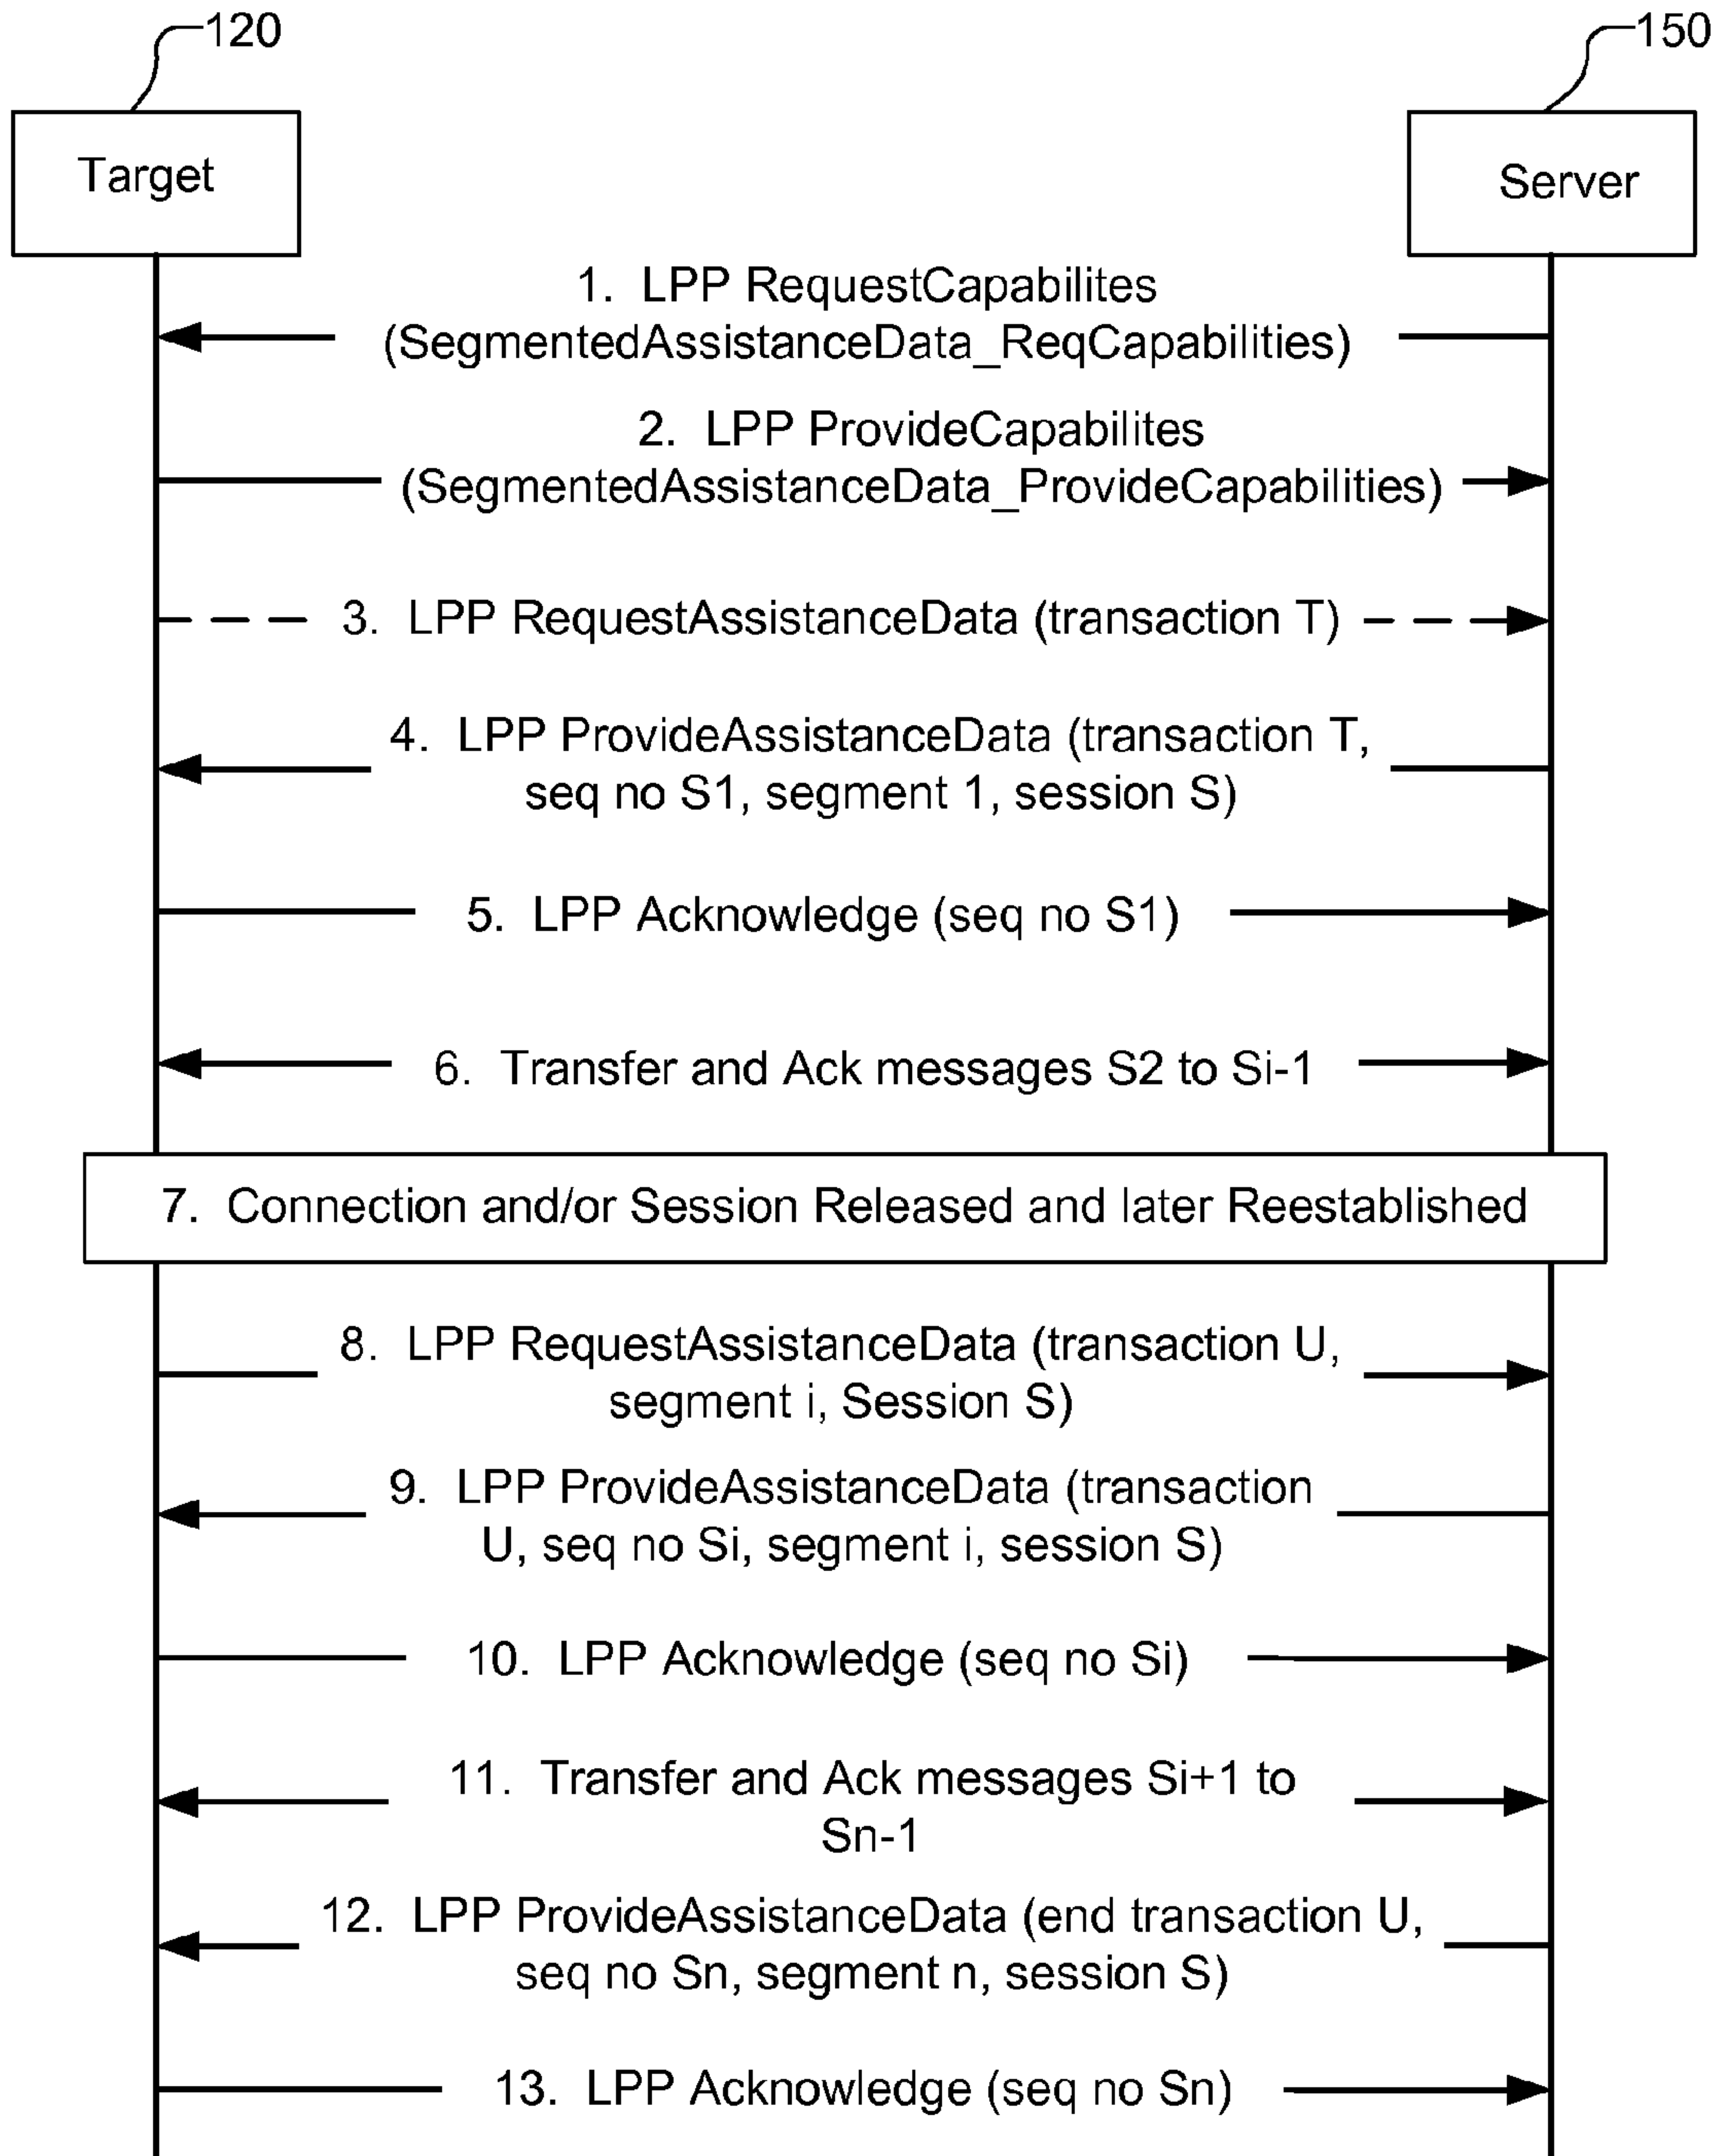 120
150
Target
Server
1. LPP RequestCapabilites
(SegmentedAssistanceData_ReqCapabilities)
2. LPP ProvideCapabilites
(SegmentedAssistanceData_ProvideCapabilities)
3. LPP RequestAssistanceData (transaction T)
4. LPP ProvideAssistanceData (transaction T,
seq no S1, segment 1, session S)
5. LPP Acknowledge (seq no S1)
6. Transfer and Ack messages S2 to Si-1
7. Connection and/or Session Released and later Reestablished
8. LPP RequestAssistanceData (transaction U,
segment i, Session S)
9. LPP ProvideAssistanceData (transaction
U, seq no Si, segment i, session S)
10. LPP Acknowledge (seq no Si)
11. Transfer and Ack messages Si+1 to
Sn-1
12. LPP ProvideAssistanceData (end transaction U,
seq no Sn, segment n, session S)
13. LPP Acknowledge (seq no Sn)